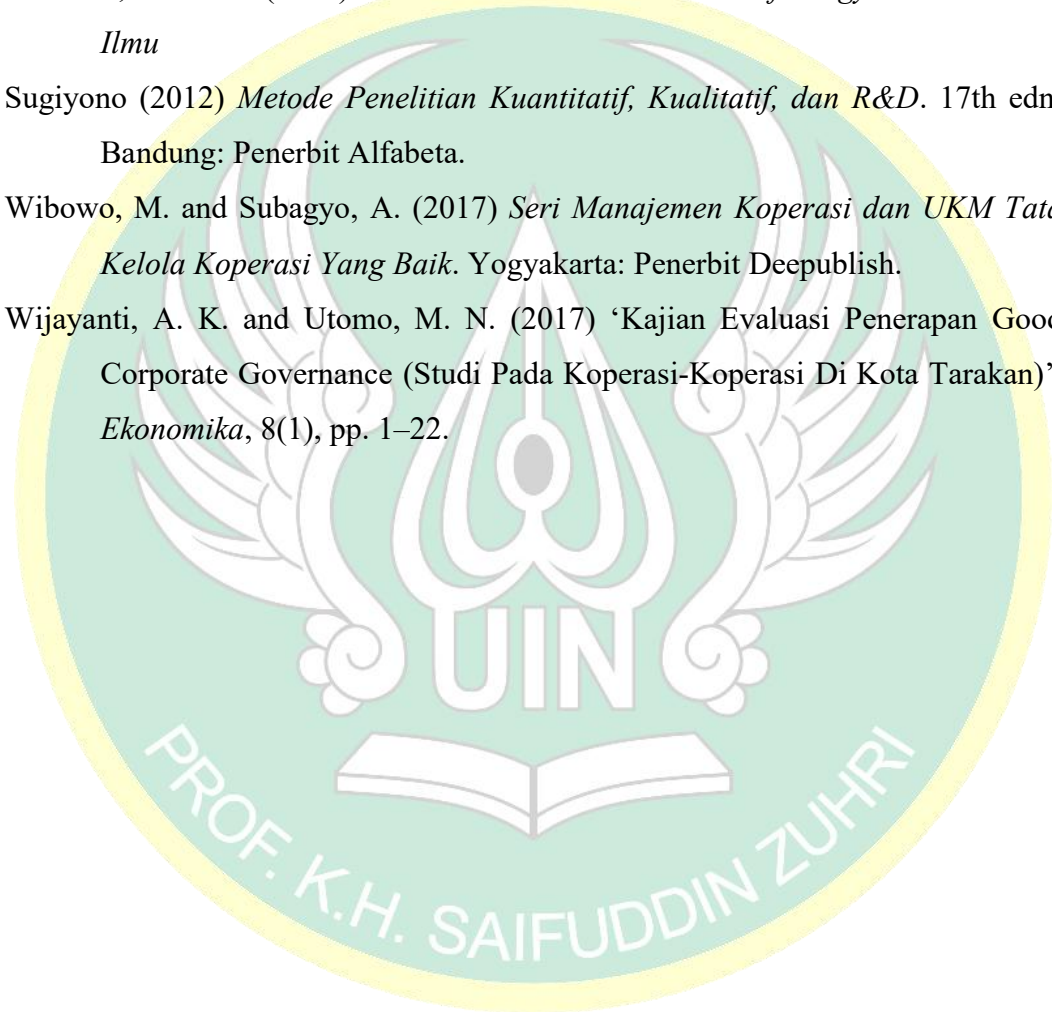 Ilmu
Sugiyono (2012) Metode Penelitian Kuantitatif, Kualitatif, dan R&D. 17th edn
Bandung: Penerbit Alfabeta.
Wibowo, M. and Subagyo, A. (2017) Seri Manajemen Koperasi dan UKM Tata
Kelola Koperasi Yang Baik. Yogyakarta: Penerbit Deepublish.
Wijayanti, A. K. and Utomo, M. N. (2017) ‘Kajian Evaluasi Penerapan Good
Corporate Governance (Studi Pada Koperasi-Koperasi Di Kota Tarakan)’
Ekonomika, 8(1), pp. 1–22.
UIN
PROF. K.H. SAIFUDDIN ZUHRI